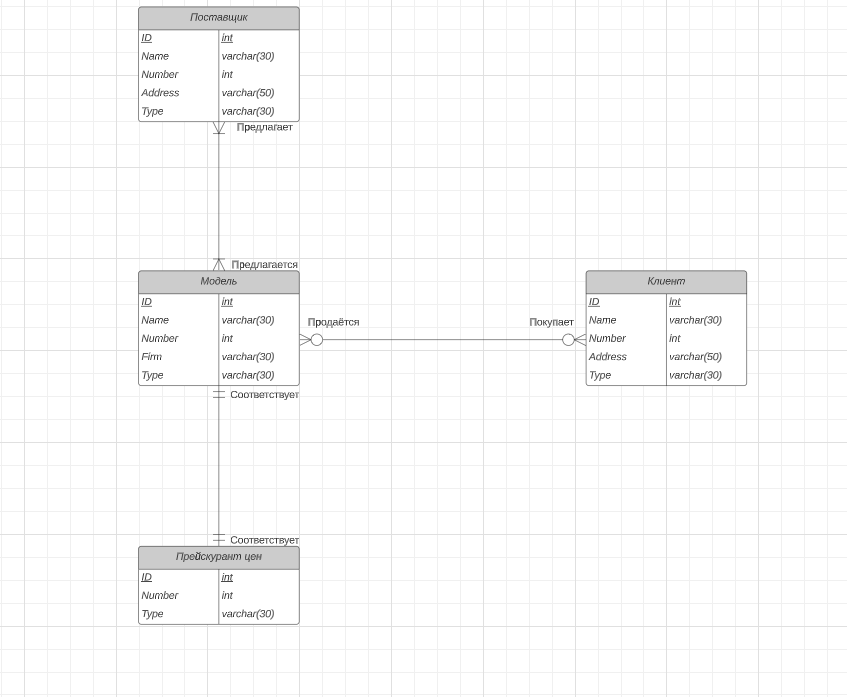 Поставщик
ID int
Name varchar(30)
Number int
Address varchar(50)
Type varchar(30)
Предлагает
Предлагается
Модель
ID int
Name varchar(30)
Number int
Firm varchar(30)
Type varchar(30)
Продаётся
Покупает
Клиент
ID int
Name varchar(30)
Number int
Address varchar(50)
Type varchar(30)
Соответствует
Соответствует
Прейскурант цен
ID int
Number int
Type varchar(30)